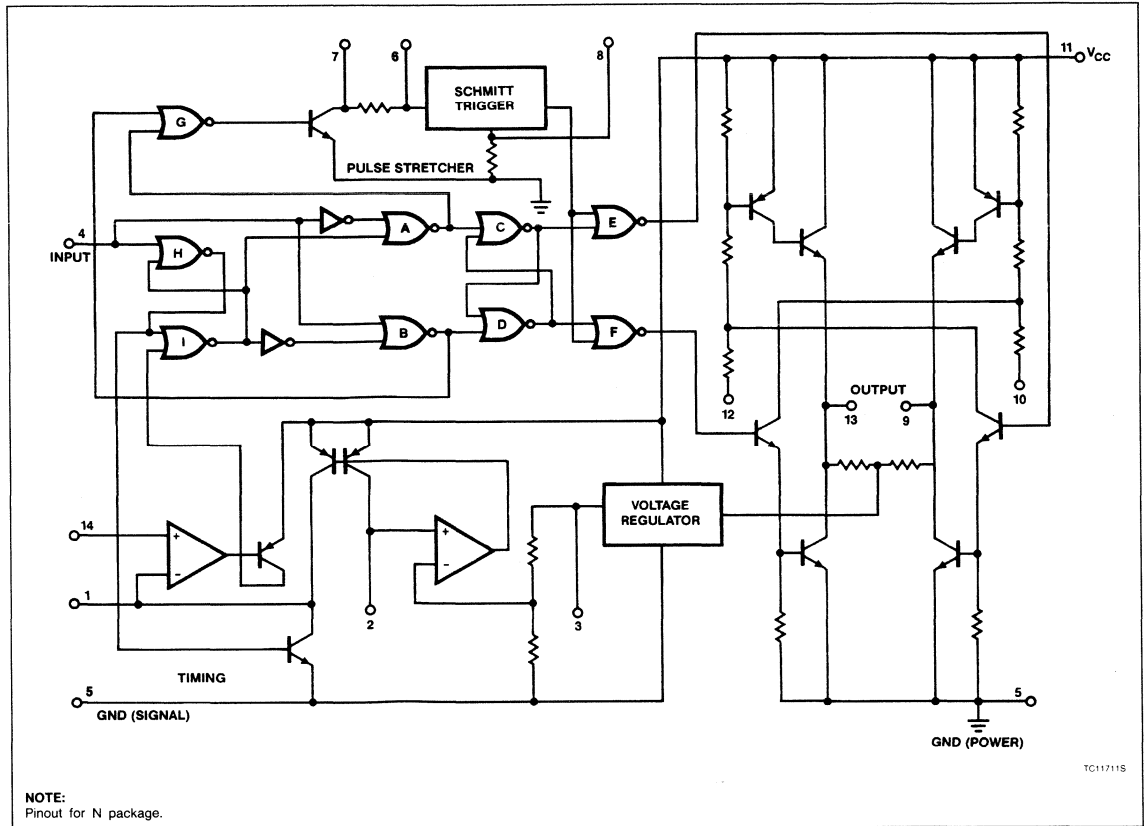 7
6
8
11
VCC
SCHMITT
TRIGGER
G
PULSE STRETCHER
4
INPUT
A
C
E
H
I
B
D
F
OUTPUT
12
13
9
10
14
+
−
+
−
VOLTAGE
REGULATOR
1
2
3
TIMING
5
GND (SIGNAL)
5
GND (POWER)
TC11711S
NOTE:
Pinout for N package.